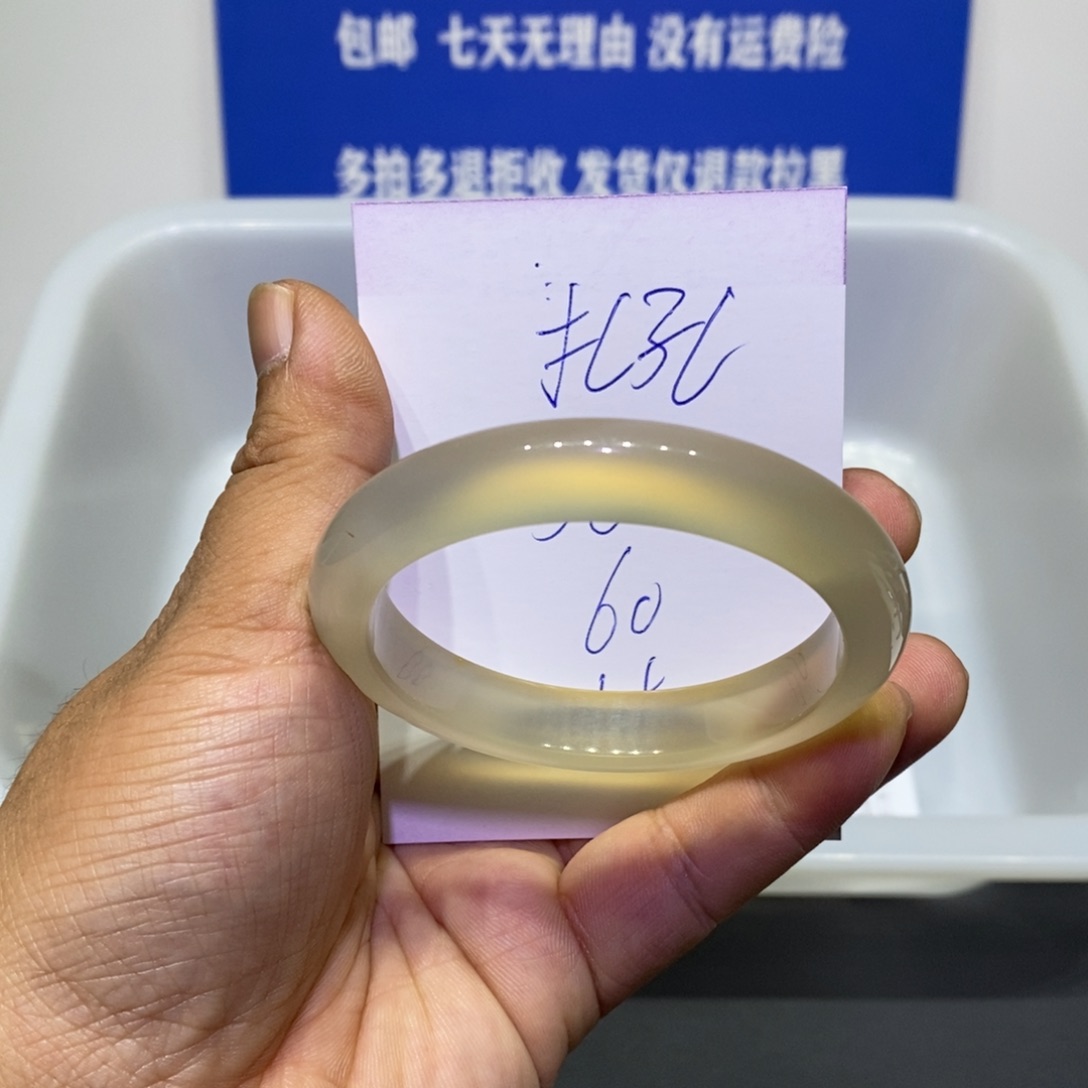 包邮 七天无理由 没有运费险
多拍多退拒收 发货仅退款拉黑
扎孔
60